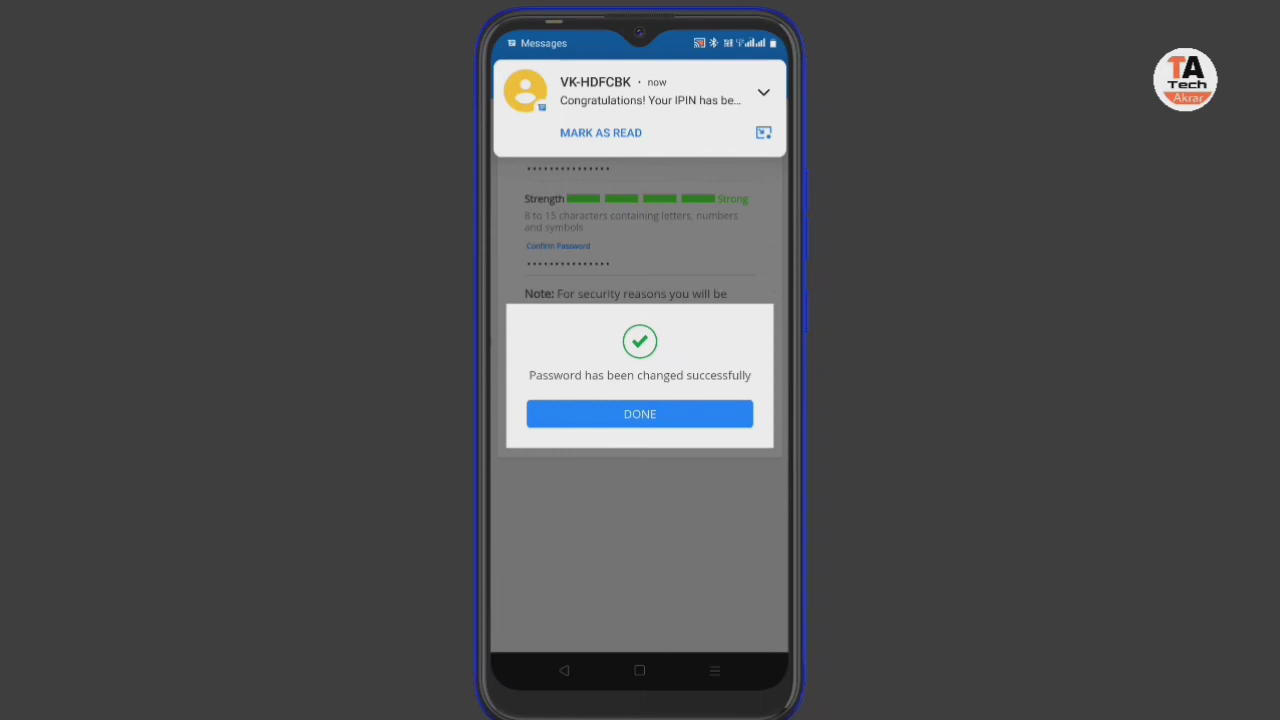 Messages
VK-HDFCBK • now
Congratulations! Your IPIN has be...
MARK AS READ
•••••••••••••••
Strength Strong
8 to 15 characters containing letters, numbers
and symbols
Confirm Password
•••••••••••••••
Note: For security reasons you will be
Password has been changed successfully
DONE
TA
Tech
Akrar